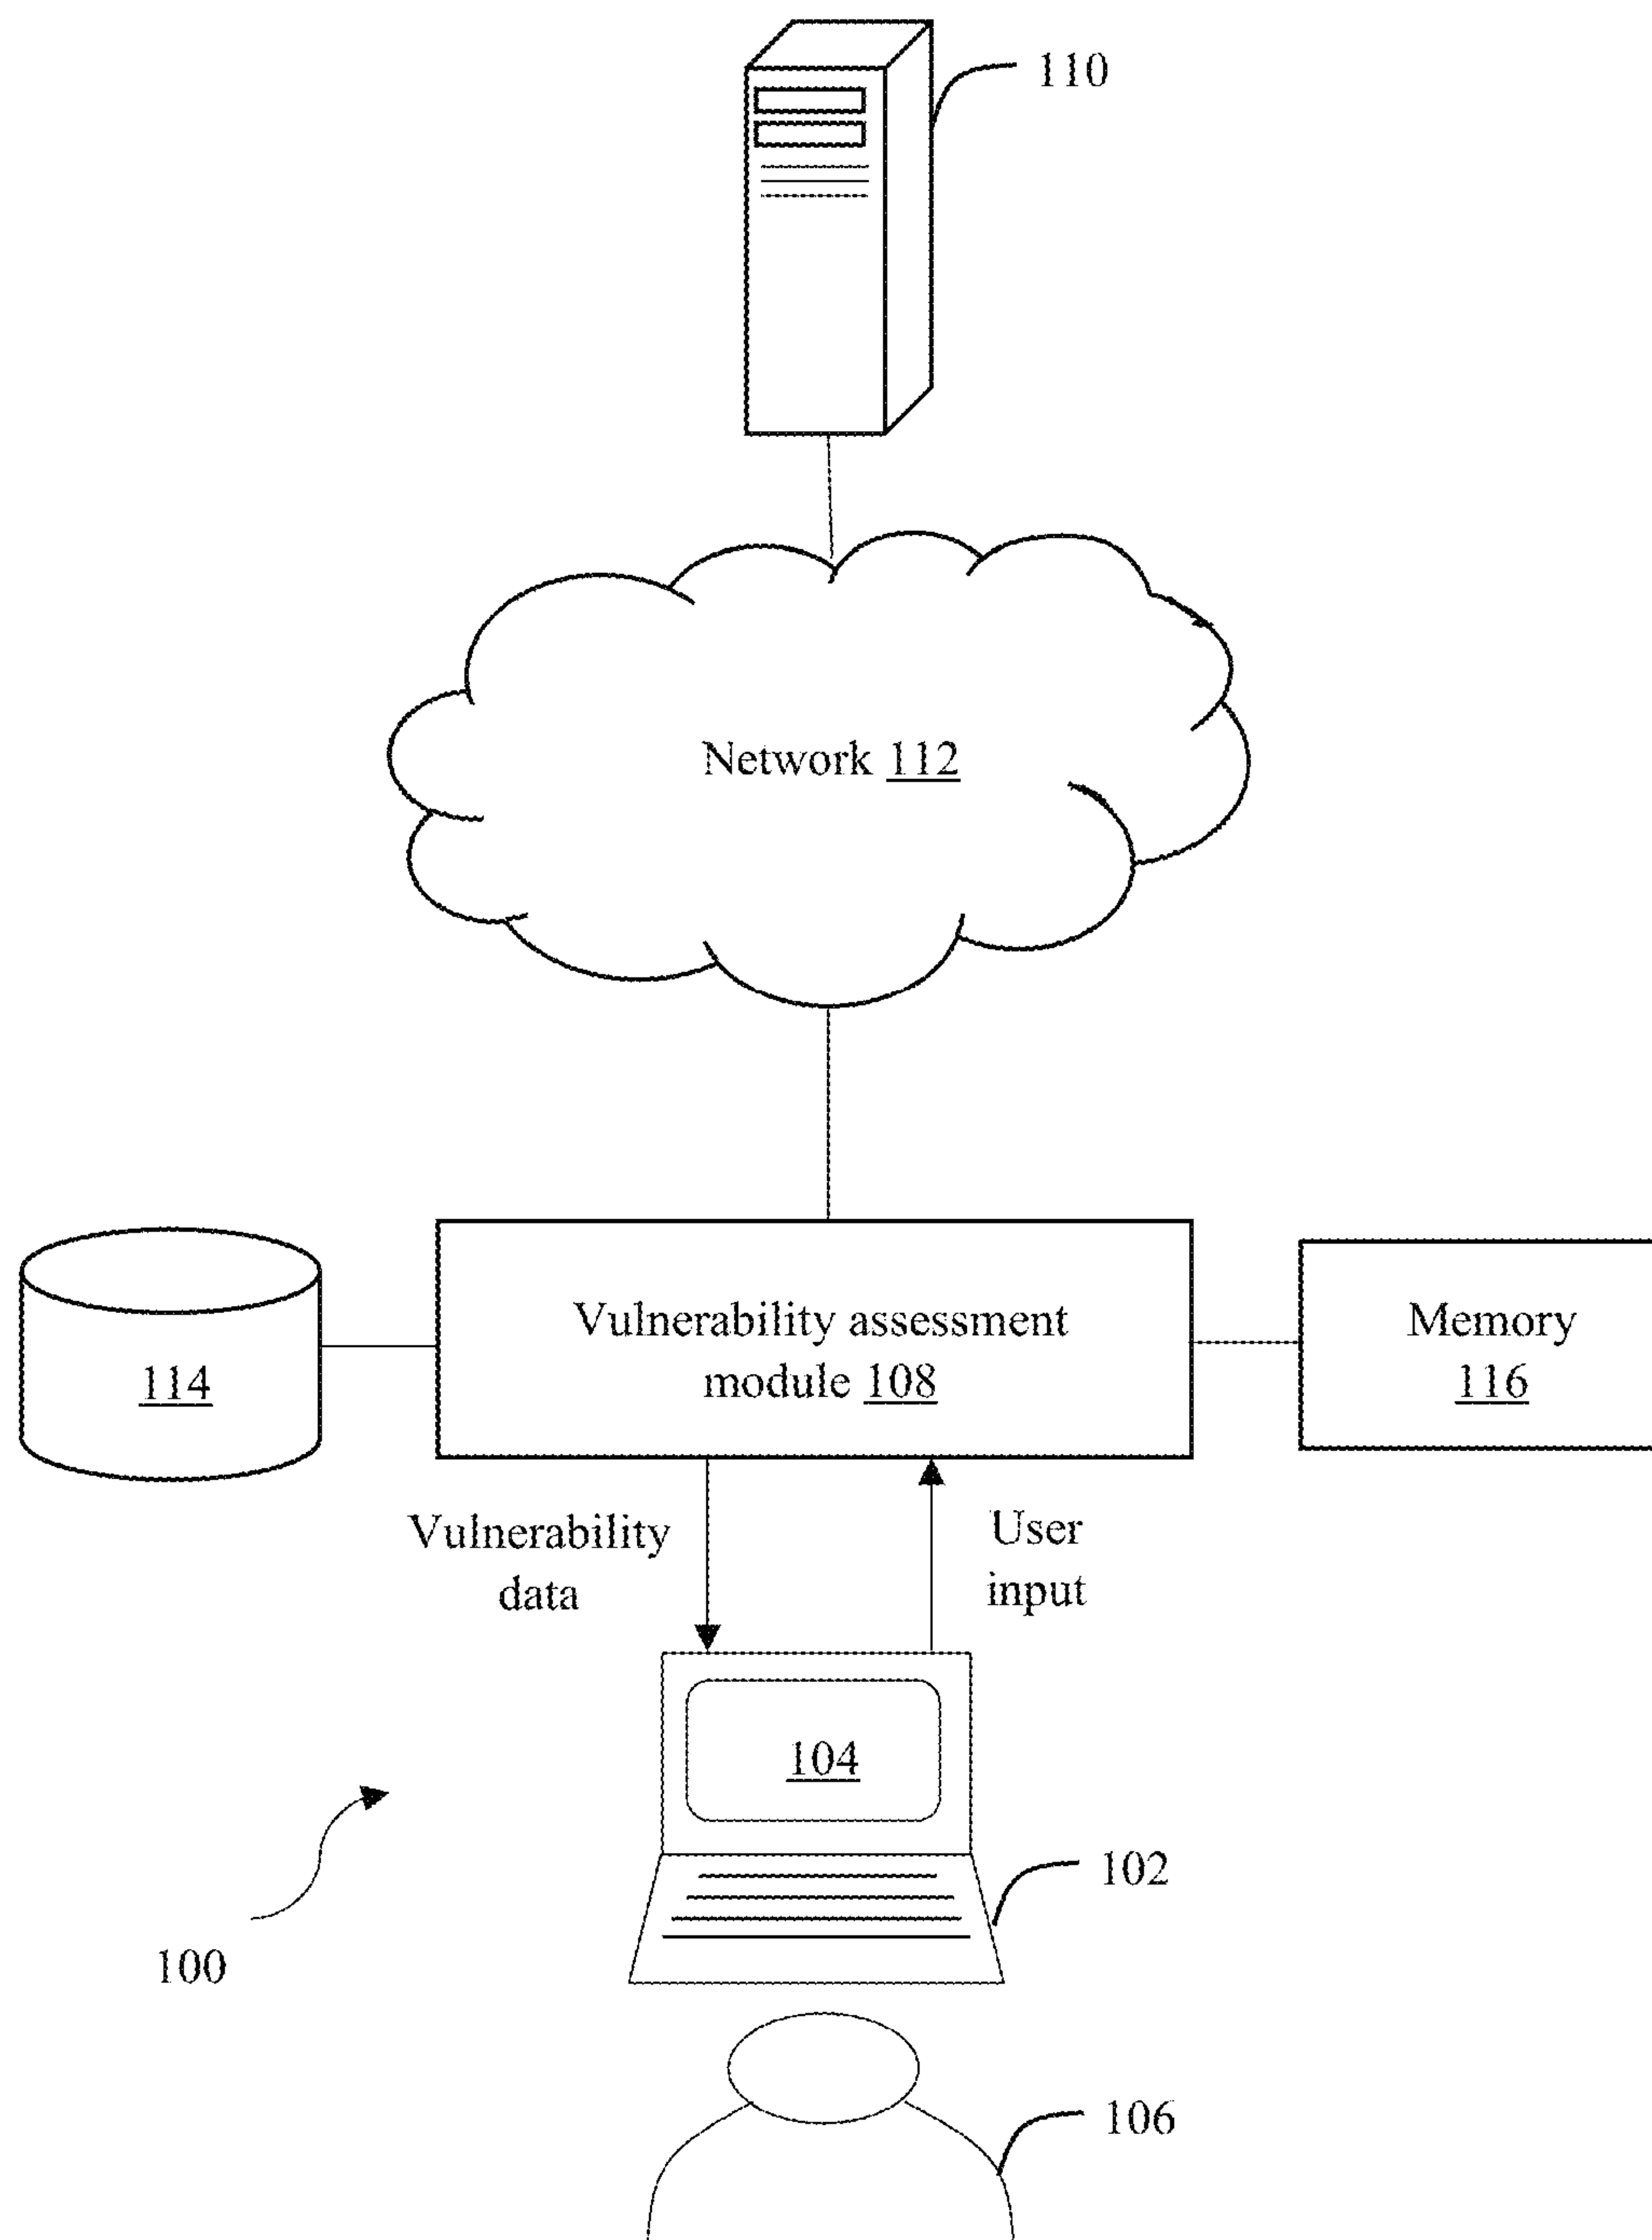 110
Network 112
Vulnerability assessment
module 108
114
Memory
116
Vulnerability
data
User
input
104
102
100
106